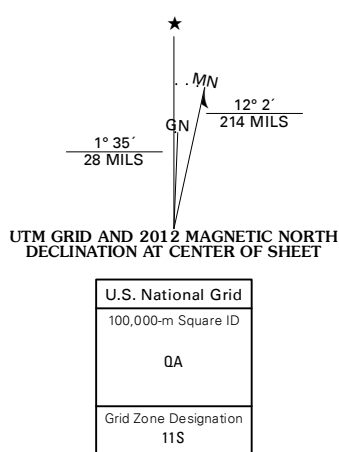 ★
MN
GN
12° 2´
214 MILS
1° 35´
28 MILS
UTM GRID AND 2012 MAGNETIC NORTH
DECLINATION AT CENTER OF SHEET
U.S. National Grid
100,000-m Square ID
QA
Grid Zone Designation
11S